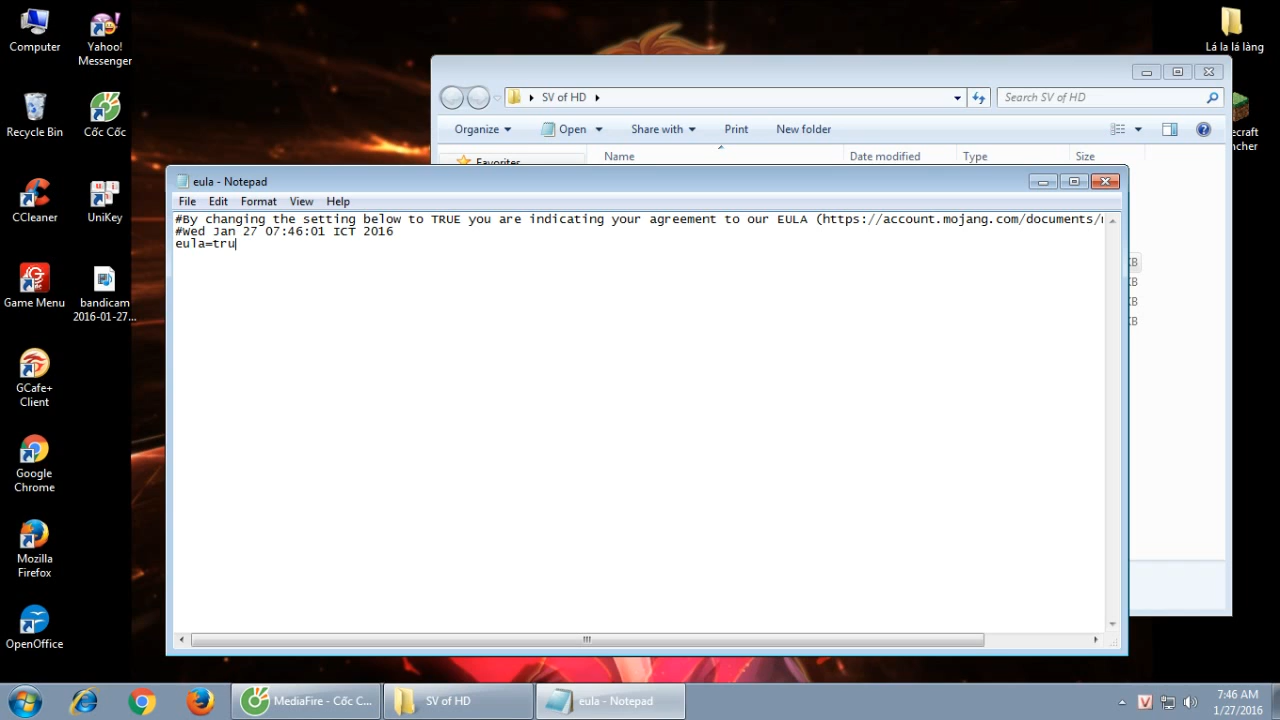 Computer
Yahoo!
Messenger
Recycle Bin
Cốc Cốc
CCleaner
UniKey
Game Menu
bandicam
2016-01-27...
GCafe+
Client
Google
Chrome
Mozilla
Firefox
OpenOffice
Lá la lá làng
SV of HD
Search SV of HD
Organize
Open
Share with
Print
New folder
Favorites
Name
Date modified
Type
Size
eula - Notepad
File
Edit
Format
View
Help
#By changing the setting below to TRUE you are indicating your agreement to our EULA (https://account.mojang.com/documents/
#Wed Jan 27 07:46:01 ICT 2016
eula=tru
MediaFire - Cốc C...
SV of HD
eula - Notepad
V
7:46 AM
1/27/2016